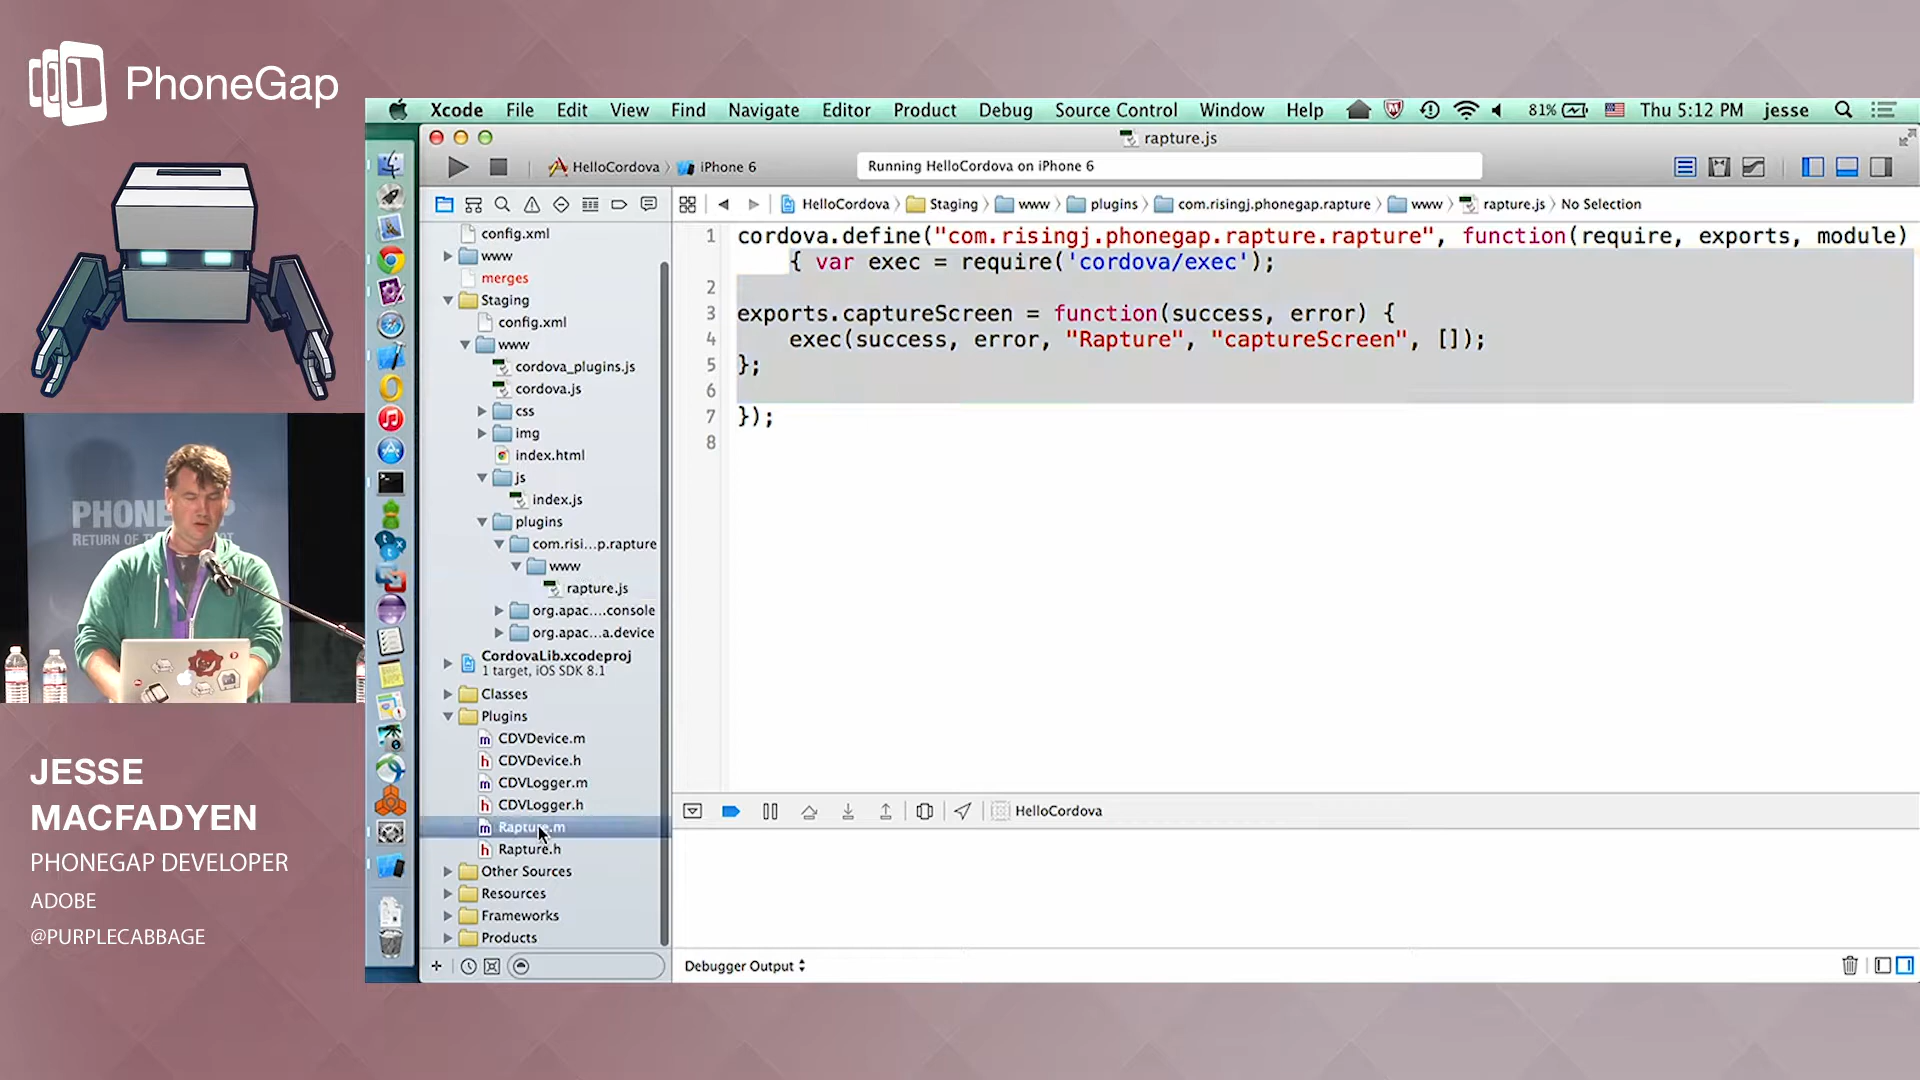 PhoneGap
Xcode File Edit View Find Navigate Editor Product Debug Source Control Window Help 81% Thu 5:12 PM jesse
rapture.js
HelloCordova iPhone 6
Running HelloCordova on iPhone 6
HelloCordova Staging www plugins com.risingj.phonegap.rapture www rapture.js No Selection
config.xml
www
merges
Staging
config.xml
www
cordova_plugins.js
cordova.js
css
img
index.html
js
index.js
plugins
com.risi...p.rapture
www
rapture.js
org.apac....console
org.apac...a.device
CordovaLib.xcodeproj
1 target, iOS SDK 8.1
Classes
Plugins
m CDVDevice.m
h CDVDevice.h
m CDVLogger.m
h CDVLogger.h
m Rapture.m
h Rapture.h
Other Sources
Resources
Frameworks
Products
1 cordova.define("com.risingj.phonegap.rapture.rapture", function(require, exports, module)
{ var exec = require('cordova/exec');
2
3 exports.captureScreen = function(success, error) {
4 exec(success, error, "Rapture", "captureScreen", []);
5 };
6
7 });
8
HelloCordova
Debugger Output
PHONE P
RETURN OF T OT
JESSE
MACFADYEN
PHONEGAP DEVELOPER
ADOBE
@PURPLECABBAGE